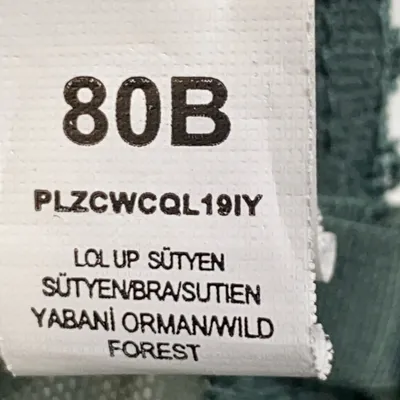 80B
PLZCWCQL19IY
LOL UP SÜTYEN
SÜTYEN/BRA/SUTIEN
YABANİ ORMAN/WILD
FOREST